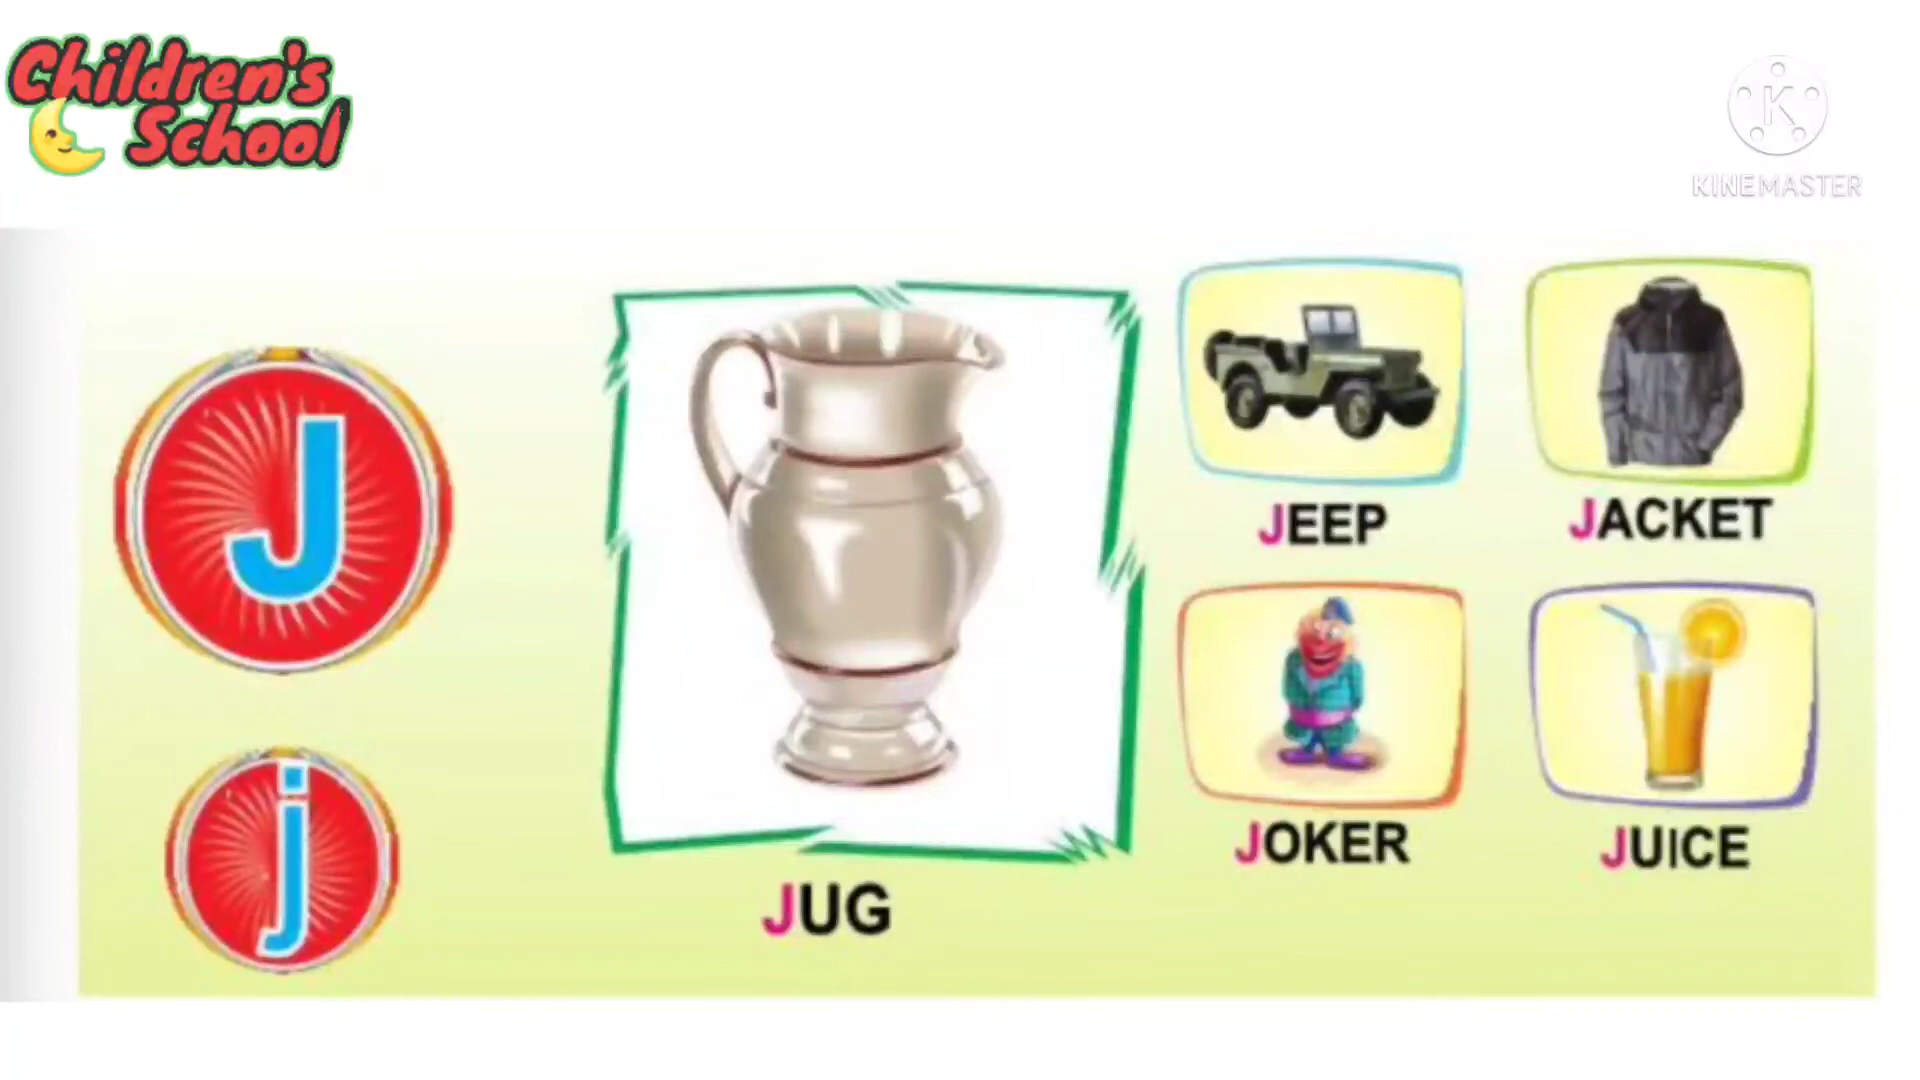 Children's
School
K
KINEMASTER
J
j
JUG
JEEP
JACKET
JOKER
JUICE